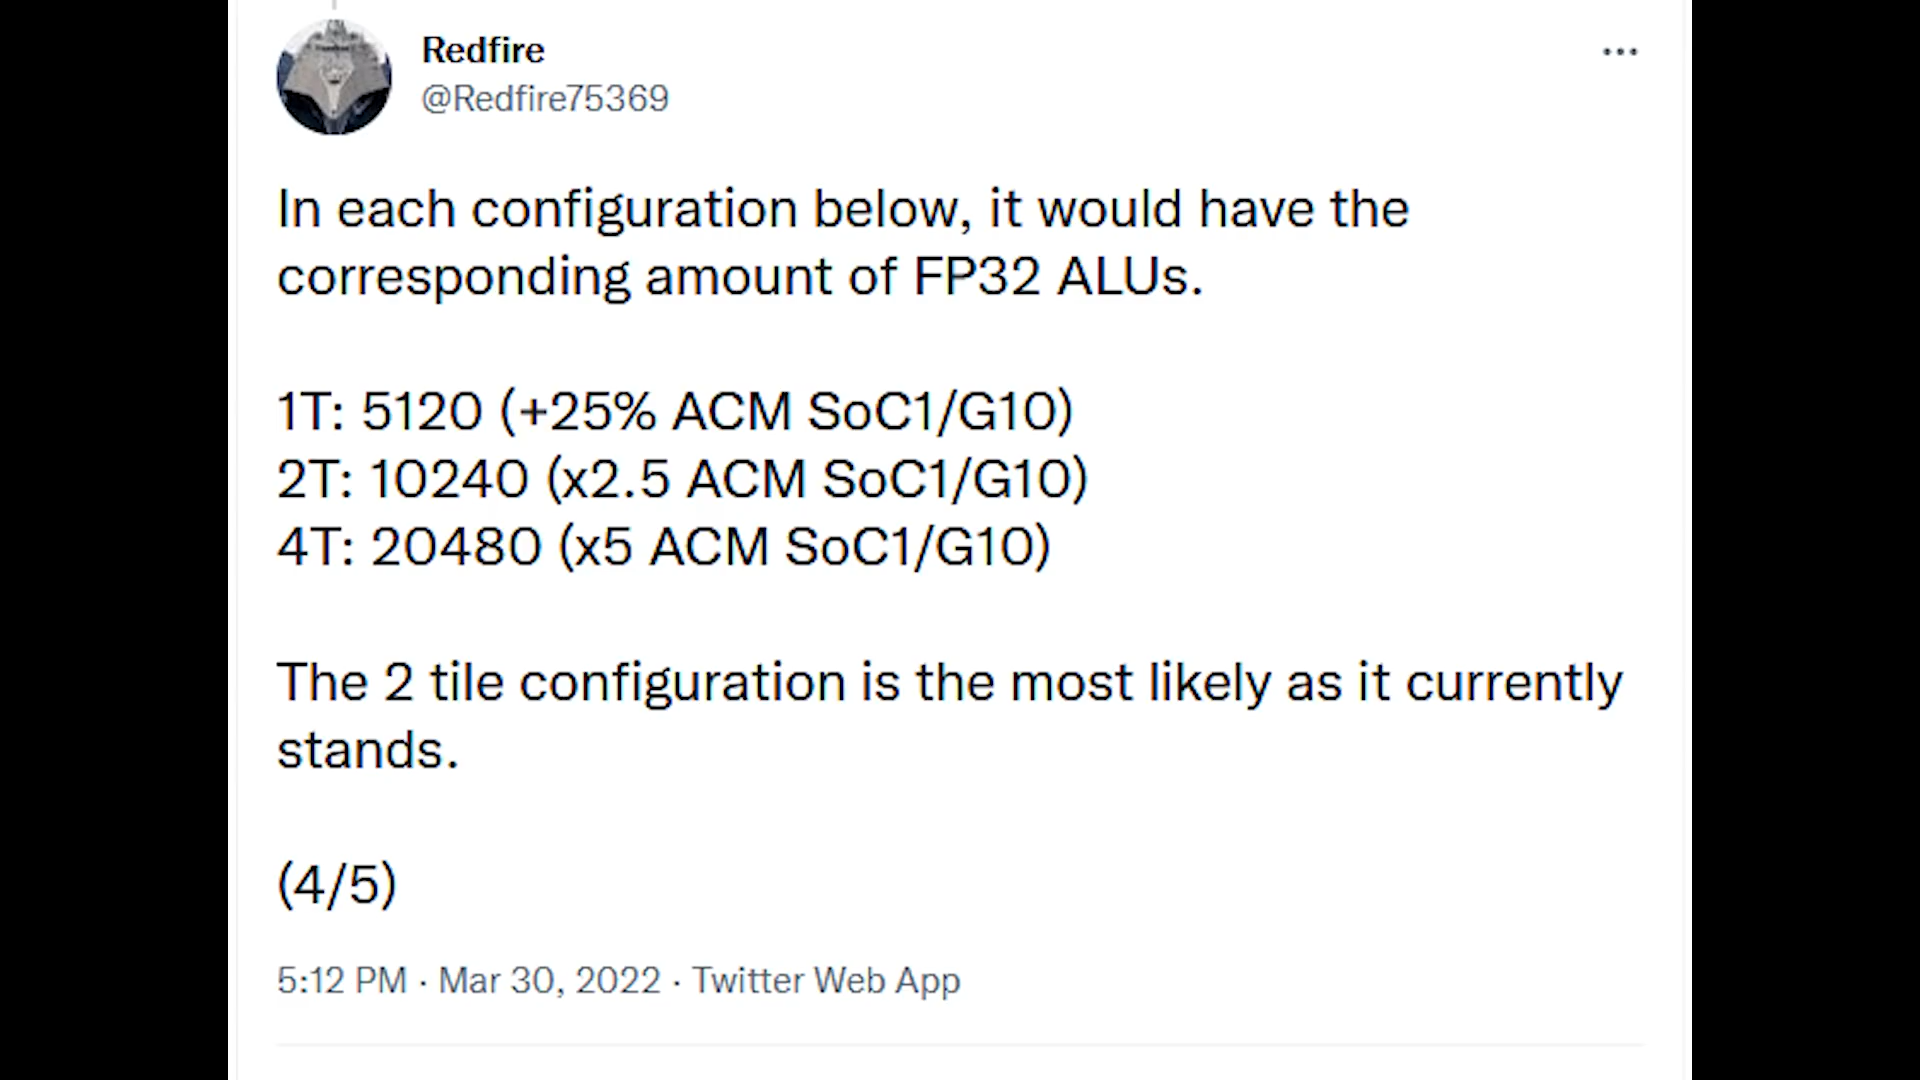 Redfire
@Redfire75369
In each configuration below, it would have the
corresponding amount of FP32 ALUs.
1T: 5120 (+25% ACM SoC1/G10)
2T: 10240 (x2.5 ACM SoC1/G10)
4T: 20480 (x5 ACM SoC1/G10)
The 2 tile configuration is the most likely as it currently
stands.
(4/5)
5:12 PM · Mar 30, 2022 · Twitter Web App